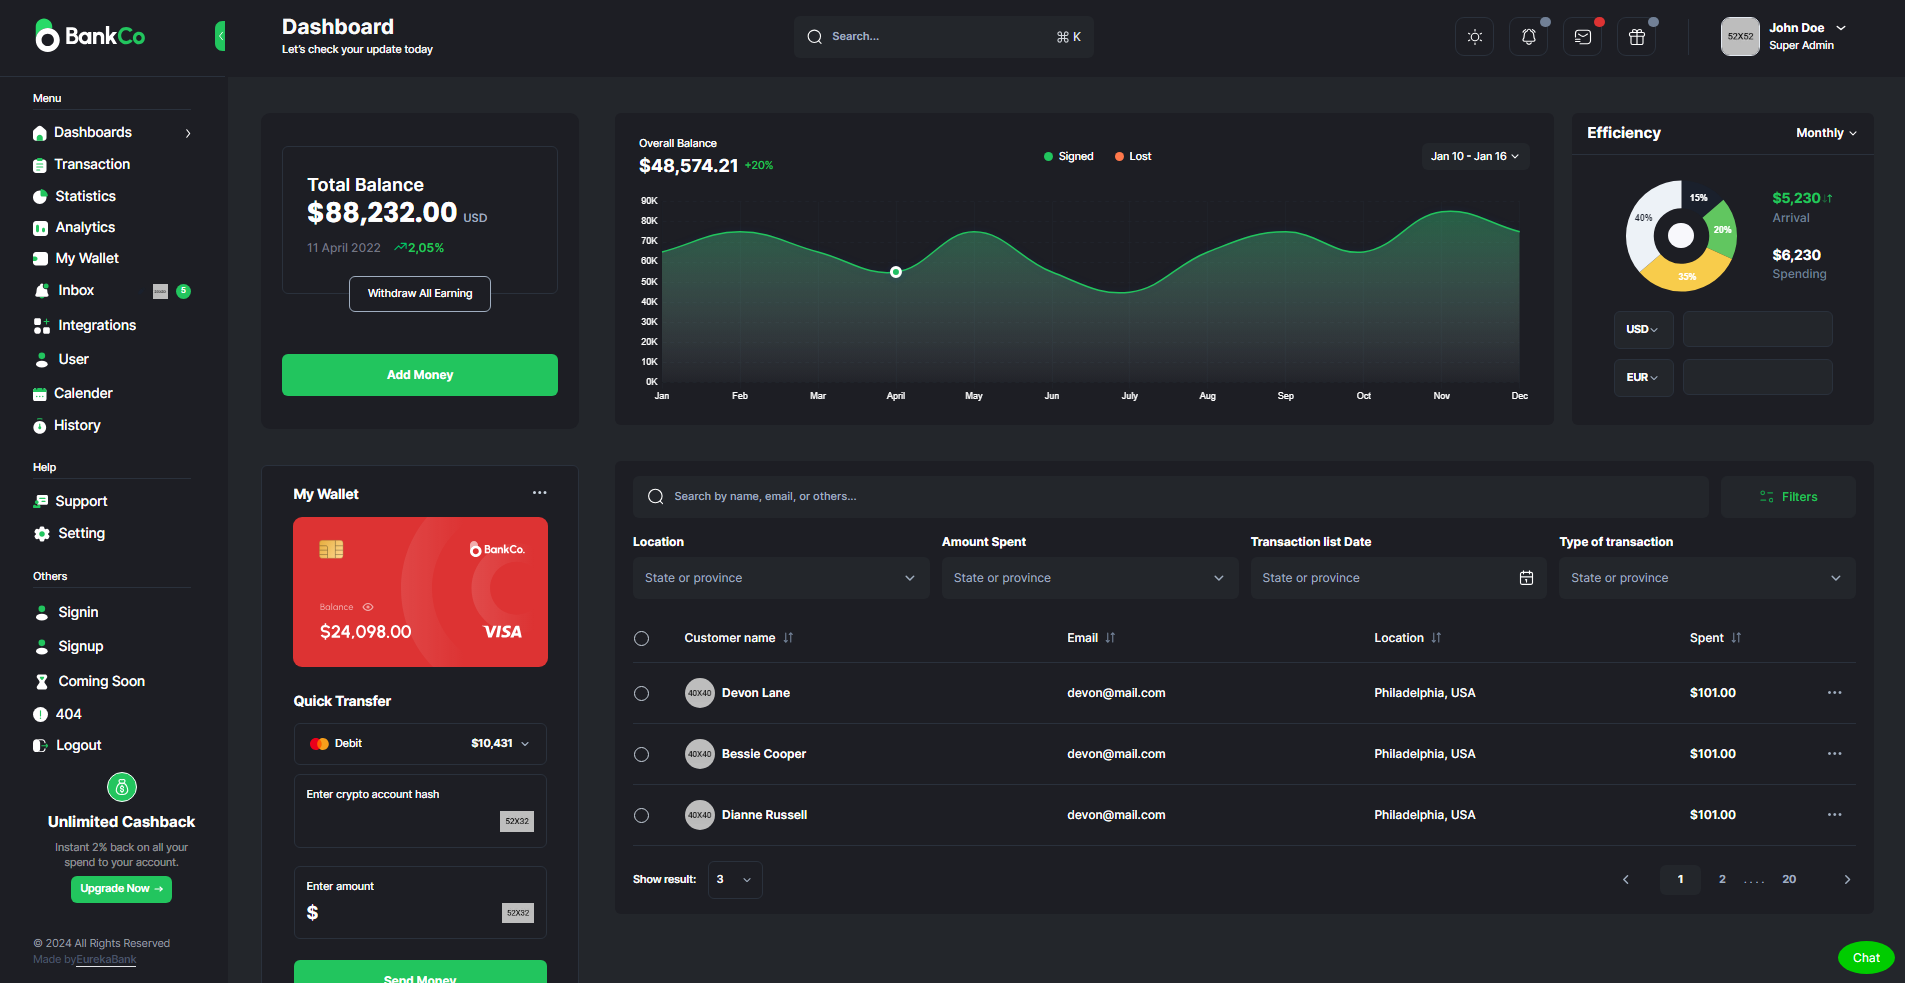 BankCo
Dashboard
Let's check your update today
Search...
⌘ K
52X52
John Doe
Super Admin
Menu
Dashboards
Transaction
Statistics
Analytics
My Wallet
Inbox
5
Integrations
User
Calender
History
Help
Support
Setting
Others
Signin
Signup
Coming Soon
404
Logout
Unlimited Cashback
Instant 2% back on all your
spend to your account.
Upgrade Now →
© 2024 All Rights Reserved
Made by EurekaBank
Total Balance
$88,232.00 USD
11 April 2022
2,05%
Withdraw All Earning
Add Money
Overall Balance
$48,574.21 +20%
Signed
Lost
Jan 10 - Jan 16
90K
80K
70K
60K
50K
40K
30K
20K
10K
0K
Jan Feb Mar April May Jun July Aug Sep Oct Nov Dec
Efficiency
Monthly
15%
40%
20%
35%
$5,230
Arrival
$6,230
Spending
USD
EUR
My Wallet
BankCo.
Balance
$24,098.00
VISA
Quick Transfer
Debit
$10,431
Enter crypto account hash
52X32
Enter amount
$
52X32
Send Money
Search by name, email, or others...
Filters
Location
Amount Spent
Transaction list Date
Type of transaction
State or province
State or province
State or province
State or province
Customer name Email Location Spent
40X40 Devon Lane devon@mail.com Philadelphia, USA $101.00
40X40 Bessie Cooper devon@mail.com Philadelphia, USA $101.00
40X40 Dianne Russell devon@mail.com Philadelphia, USA $101.00
Show result: 3
1 2 .... 20
Chat